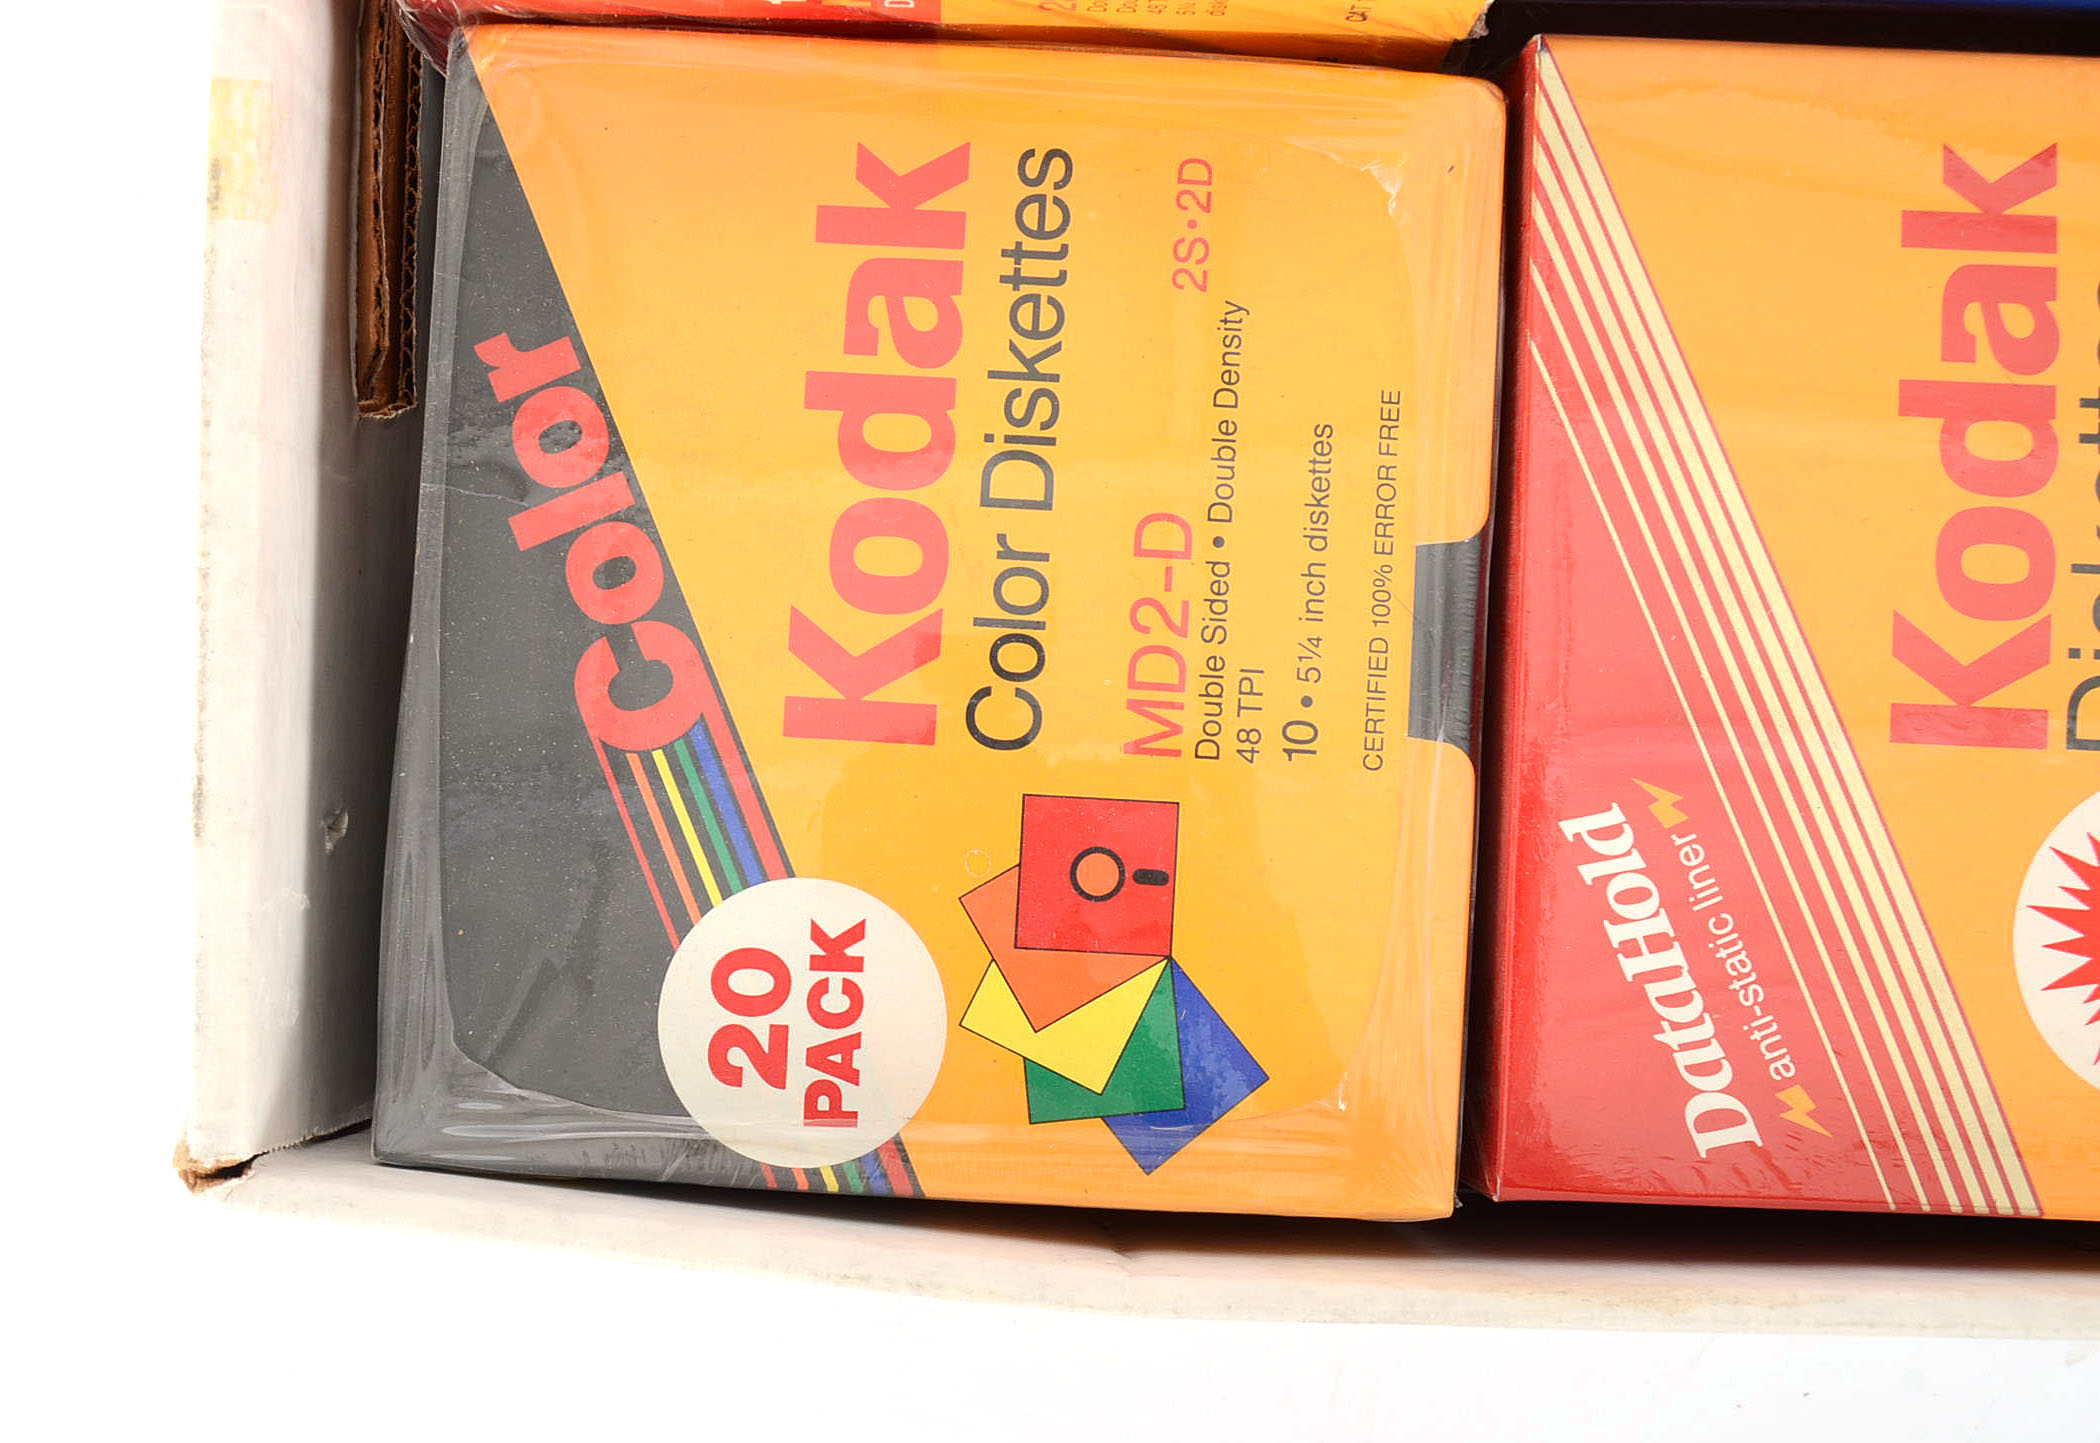 Color
Kodak
Color Diskettes
MD2-D 2S•2D
Double Sided • Double Density
48 TPI
10 • 5¼ inch diskettes
CERTIFIED 100% ERROR FREE
20
PACK
Kodak
DataHold
anti-static liner